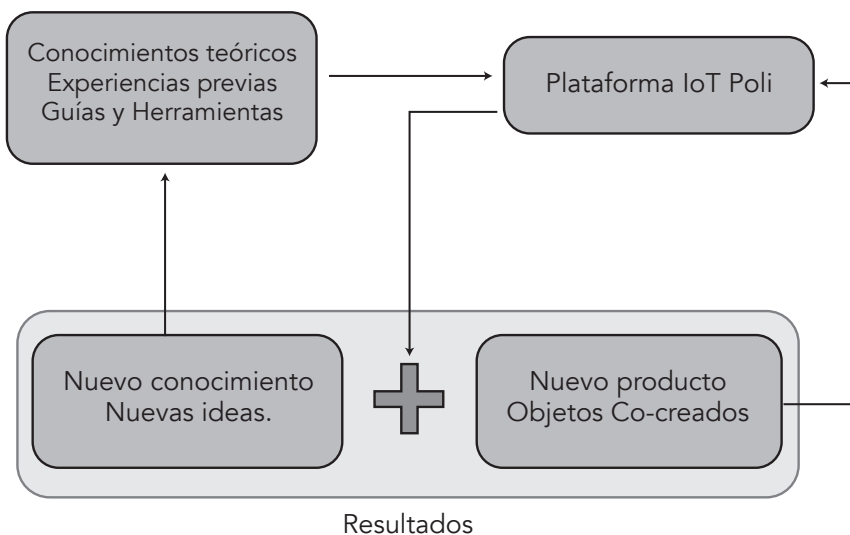 Conocimientos teóricos
Experiencias previas
Guías y Herramientas
Plataforma IoT Poli
Nuevo conocimiento
Nuevas ideas.
Nuevo producto
Objetos Co-creados
Resultados